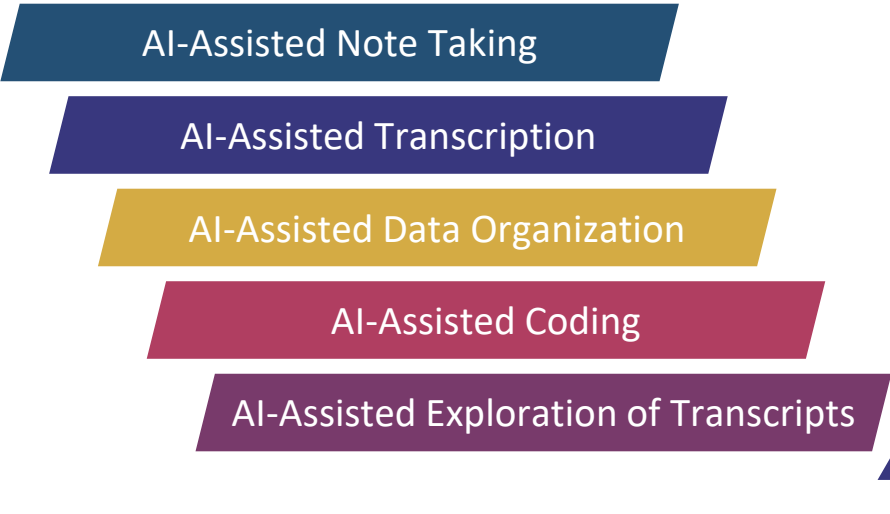 AI-Assisted Note Taking
AI-Assisted Transcription
AI-Assisted Data Organization
AI-Assisted Coding
AI-Assisted Exploration of Transcripts